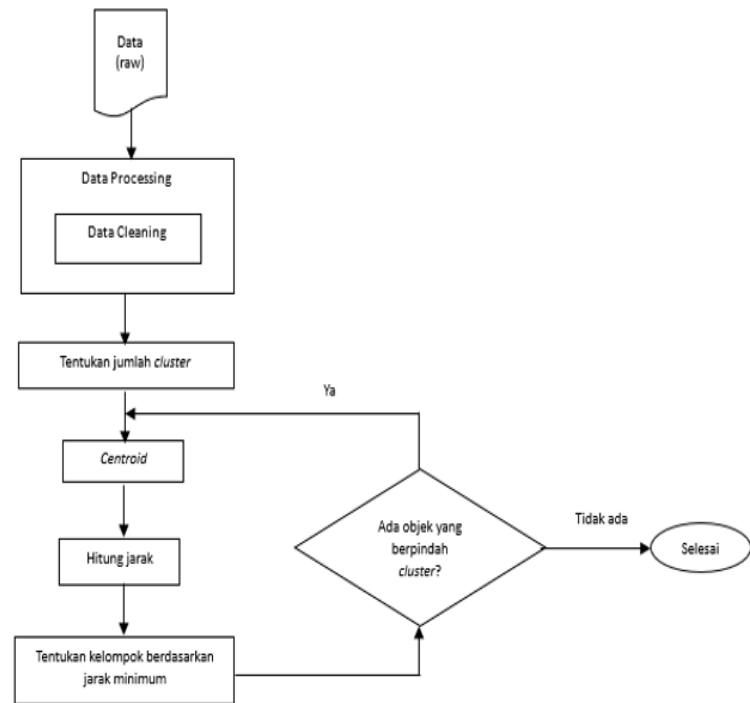 Data
(raw)
Data Processing
Data Cleaning
Tentukan jumlah cluster
Ya
Centroid
Hitung jarak
Tentukan kelompok berdasarkan
jarak minimum
Ada objek yang
berpindah
cluster?
Tidak ada
Selesai